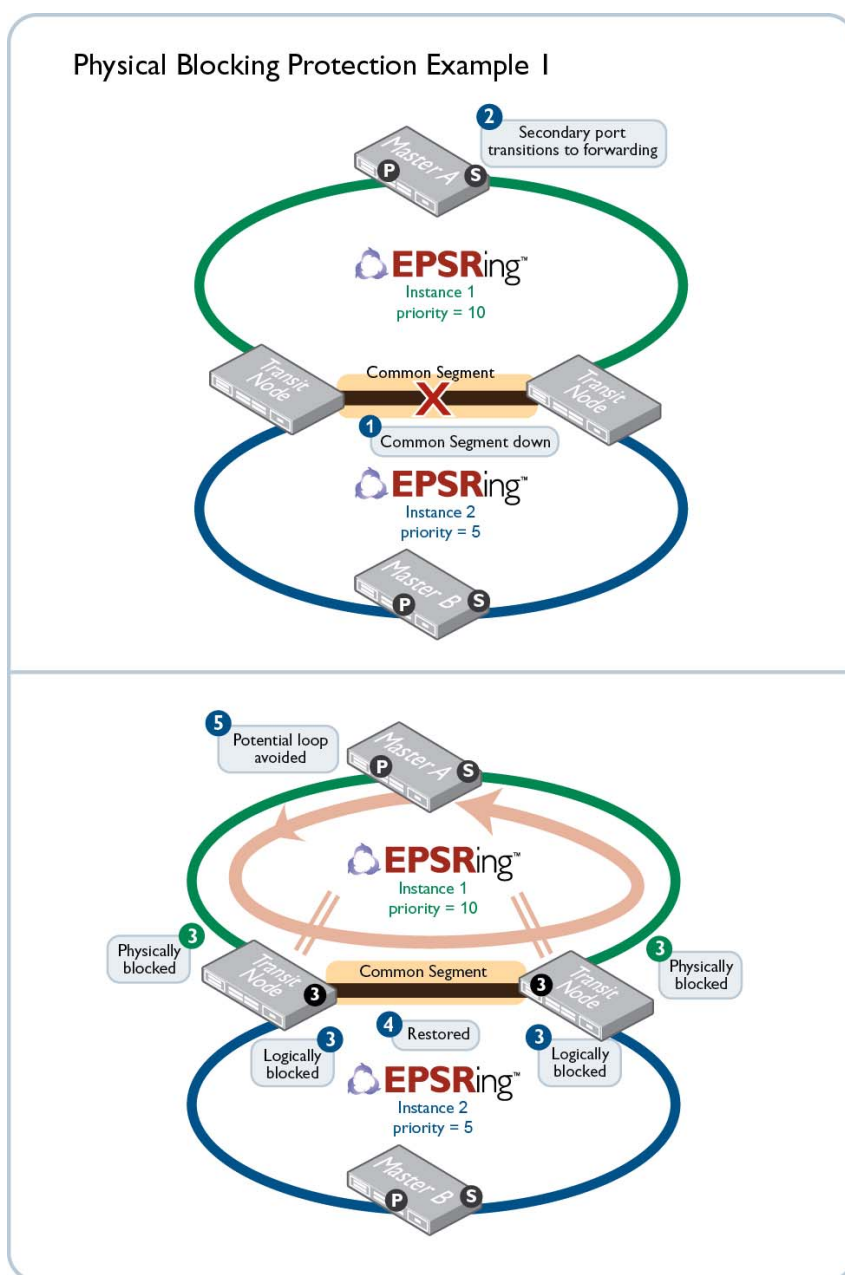 Physical Blocking Protection Example 1
2
Secondary port
transitions to forwarding
Master A
P
S
EPSRing™
Instance 1
priority = 10
Transit
Node
Common Segment
X
Transit
Node
1
Common Segment down
EPSRing™
Instance 2
priority = 5
Master B
P
S
5
Potential loop
avoided
Master A
P
S
EPSRing™
Instance 1
priority = 10
3
Physically
blocked
3
Physically
blocked
Transit
Node
3
Common Segment
3
Transit
Node
3
Logically
blocked
4
Restored
3
Logically
blocked
EPSRing™
Instance 2
priority = 5
Master B
P
S